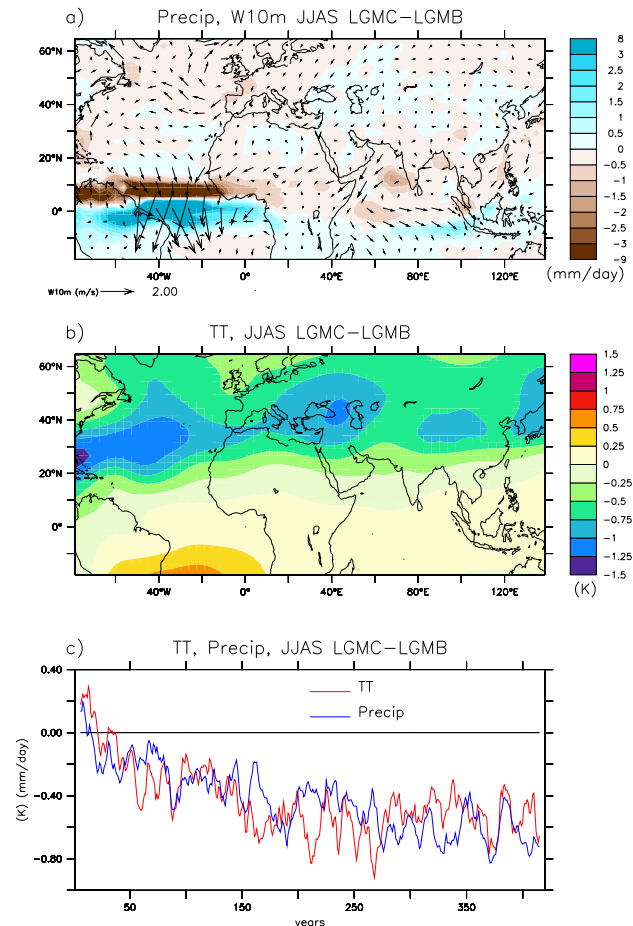 a) Precip, W10m JJAS LGMC−LGMB
60°N
40°N
20°N
0°
40°W
0°E
40°E
80°E
120°E
W10m (m/s) 2.00
8
3
2.5
2
1.5
1
0.5
0
−0.5
−1
−1.5
−2
−2.5
−3
−9
(mm/day)
b) TT, JJAS LGMC−LGMB
60°N
40°N
20°N
0°
40°W
0°E
40°E
80°E
120°E
1.5
1.25
1
0.75
0.5
0.25
0
−0.25
−0.5
−0.75
−1
−1.25
−1.5
(K)
c) TT, Precip, JJAS LGMC−LGMB
0.40
0.00
−0.40
−0.80
(K) (mm/day)
TT
Precip
50
150
250
350
years